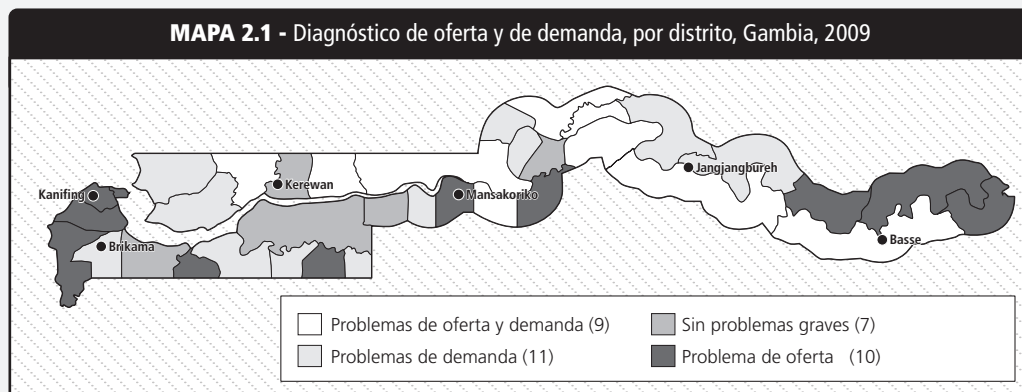 MAPA 2.1 - Diagnóstico de oferta y de demanda, por distrito, Gambia, 2009
Kanifing
Kerewan
Mansakoriko
Jangjangbureh
Brikama
Basse
Problemas de oferta y demanda (9)
Sin problemas graves (7)
Problemas de demanda (11)
Problema de oferta (10)